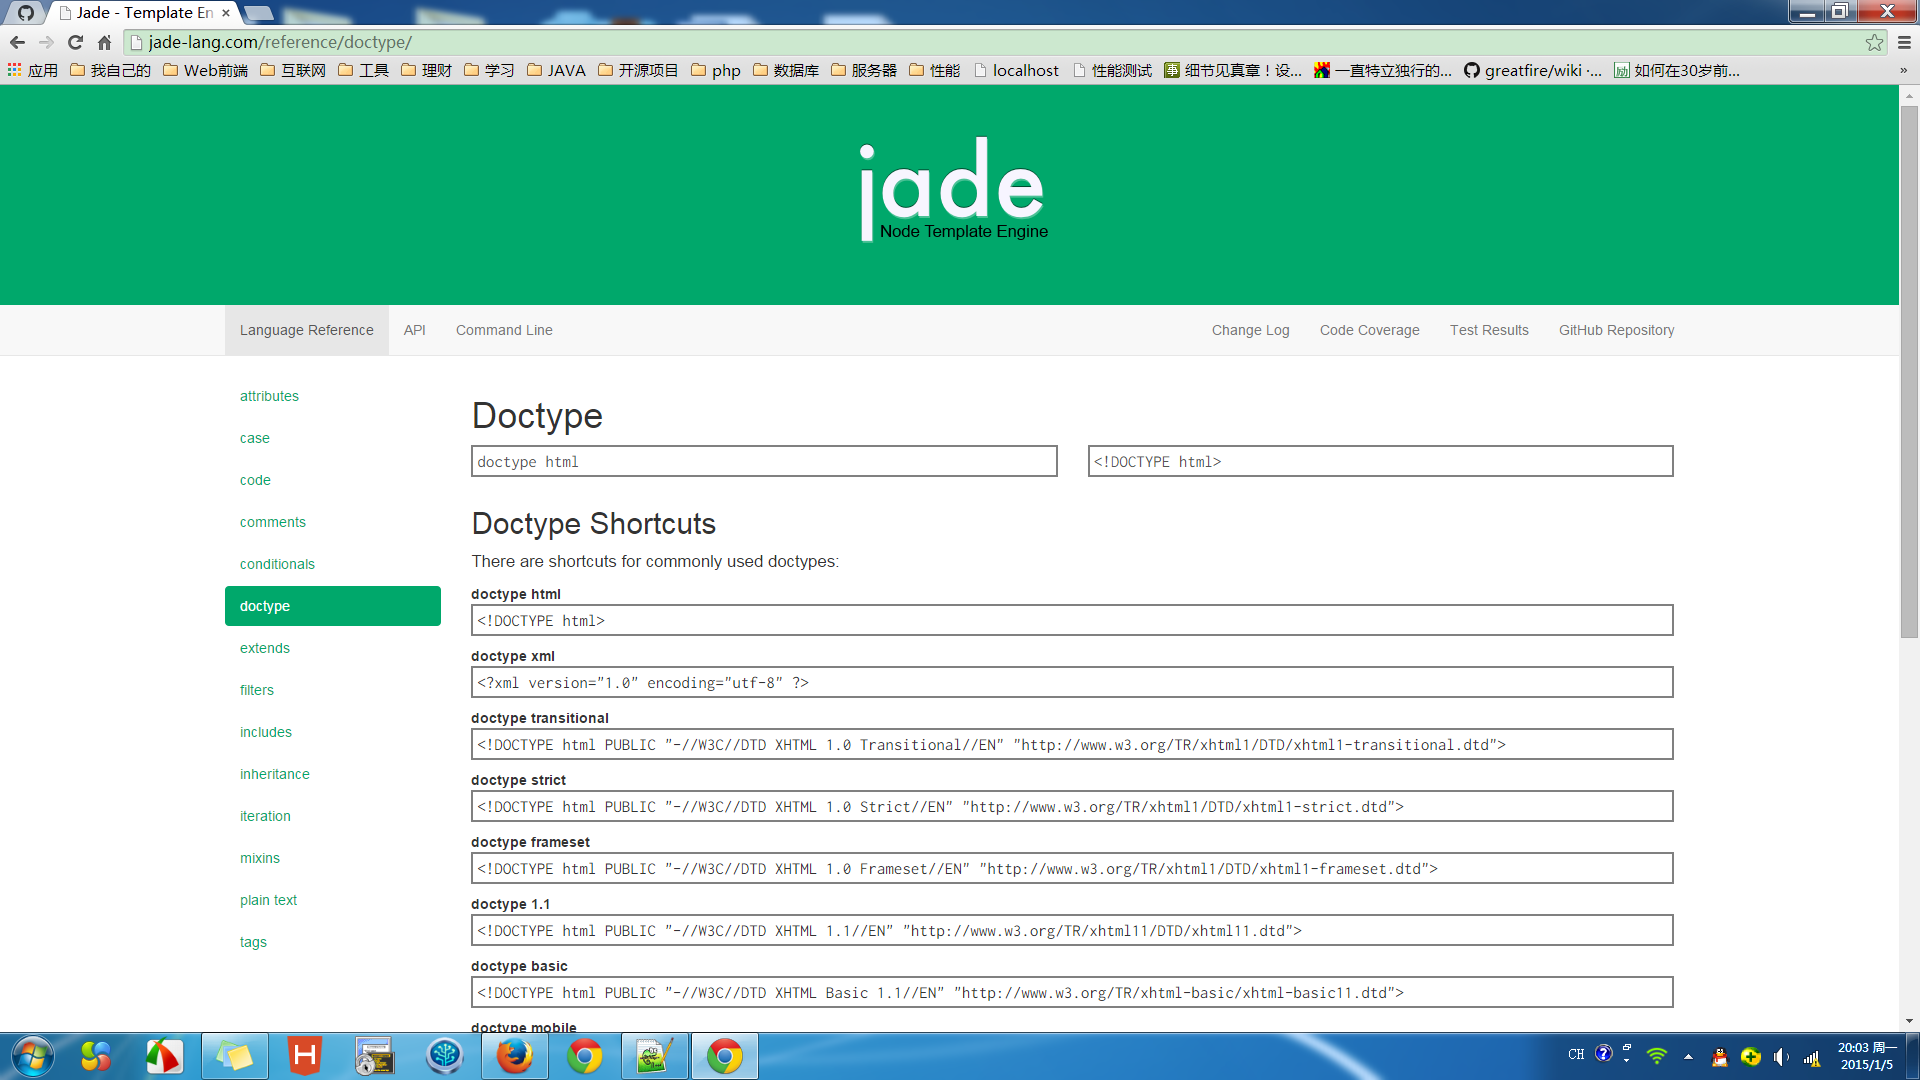 Jade - Template En
jade-lang.com/reference/doctype/
应用 我自己的 Web前端 互联网 工具 理财 学习 JAVA 开源项目 php 数据库 服务器 性能 localhost 性能测试 细节见真章！设... 一直特立独行的... greatfire/wiki ·... 如何在30岁前... »
jade
Node Template Engine
Language Reference API Command Line Change Log Code Coverage Test Results GitHub Repository
attributes
case
code
comments
conditionals
doctype
extends
filters
includes
inheritance
iteration
mixins
plain text
tags
Doctype
doctype html
<!DOCTYPE html>
Doctype Shortcuts
There are shortcuts for commonly used doctypes:
doctype html
<!DOCTYPE html>
doctype xml
<?xml version="1.0" encoding="utf-8" ?>
doctype transitional
<!DOCTYPE html PUBLIC "-//W3C//DTD XHTML 1.0 Transitional//EN" "http://www.w3.org/TR/xhtml1/DTD/xhtml1-transitional.dtd">
doctype strict
<!DOCTYPE html PUBLIC "-//W3C//DTD XHTML 1.0 Strict//EN" "http://www.w3.org/TR/xhtml1/DTD/xhtml1-strict.dtd">
doctype frameset
<!DOCTYPE html PUBLIC "-//W3C//DTD XHTML 1.0 Frameset//EN" "http://www.w3.org/TR/xhtml1/DTD/xhtml1-frameset.dtd">
doctype 1.1
<!DOCTYPE html PUBLIC "-//W3C//DTD XHTML 1.1//EN" "http://www.w3.org/TR/xhtml11/DTD/xhtml11.dtd">
doctype basic
<!DOCTYPE html PUBLIC "-//W3C//DTD XHTML Basic 1.1//EN" "http://www.w3.org/TR/xhtml-basic/xhtml-basic11.dtd">
doctype mobile
CH
20:03 周一
2015/1/5